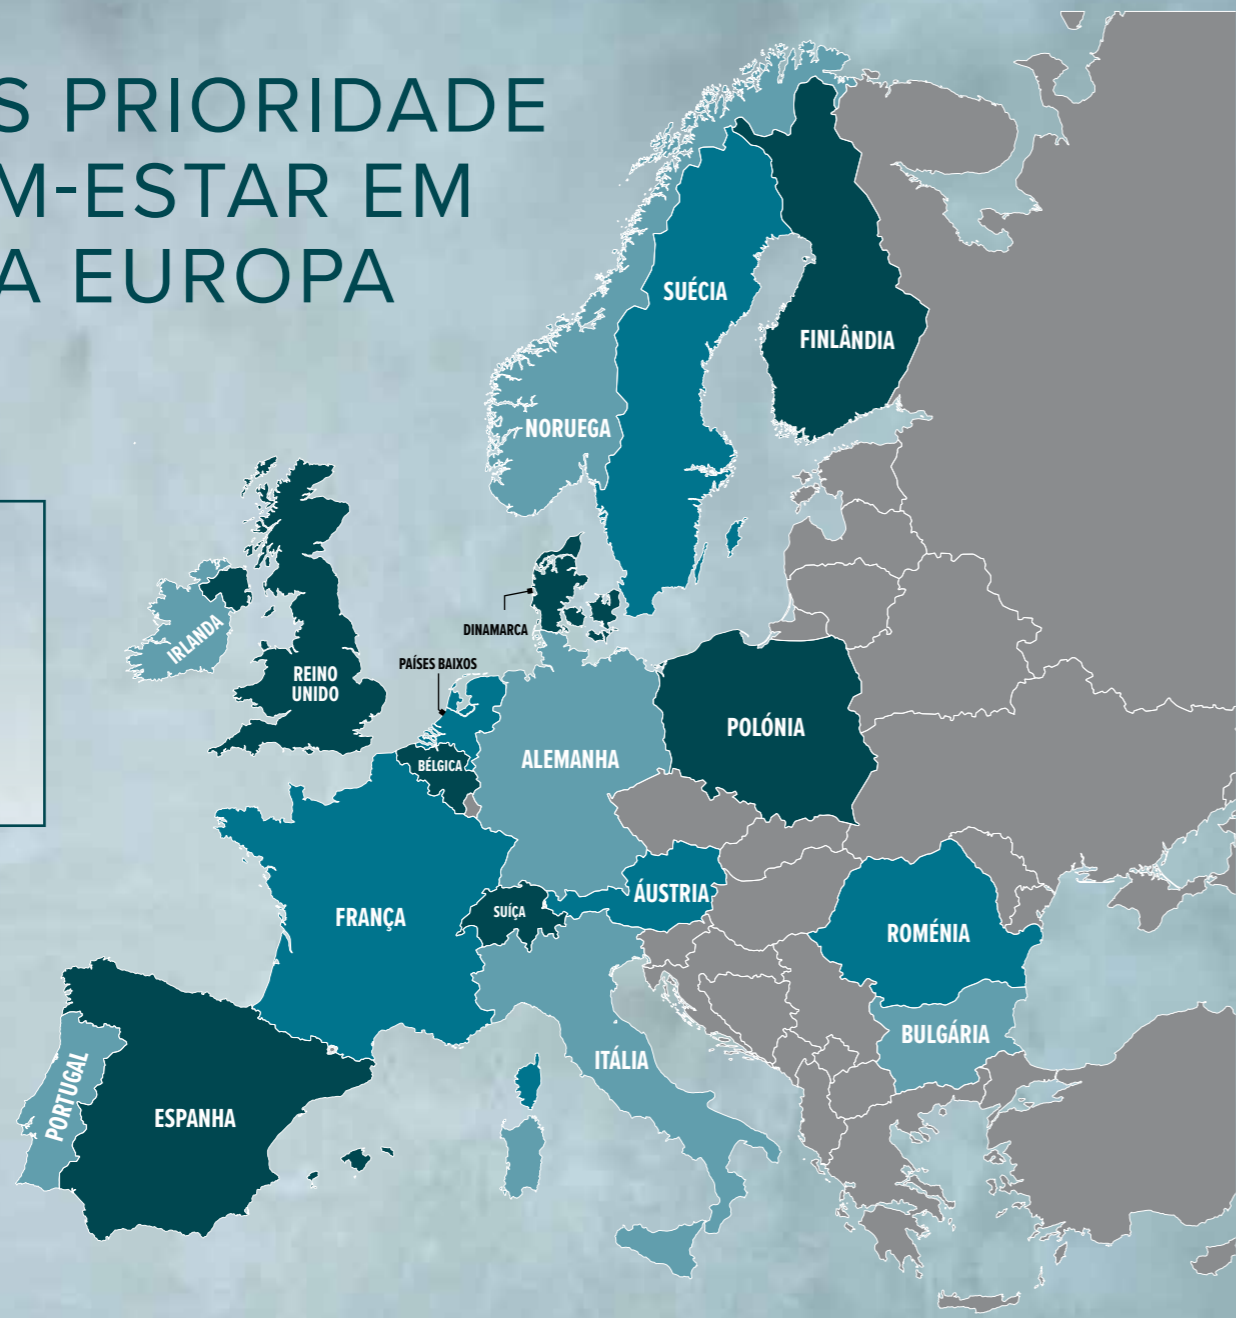 S PRIORIDADE
M-ESTAR EM
A EUROPA
SUÉCIA
FINLÂNDIA
NORUEGA
DINAMARCA
IRLANDA
PAÍSES BAIXOS
REINO
UNIDO
POLÓNIA
ALEMANHA
BÉLGICA
ÁUSTRIA
FRANÇA
SUÍÇA
ROMÉNIA
BULGÁRIA
ITÁLIA
PORTUGAL
ESPANHA